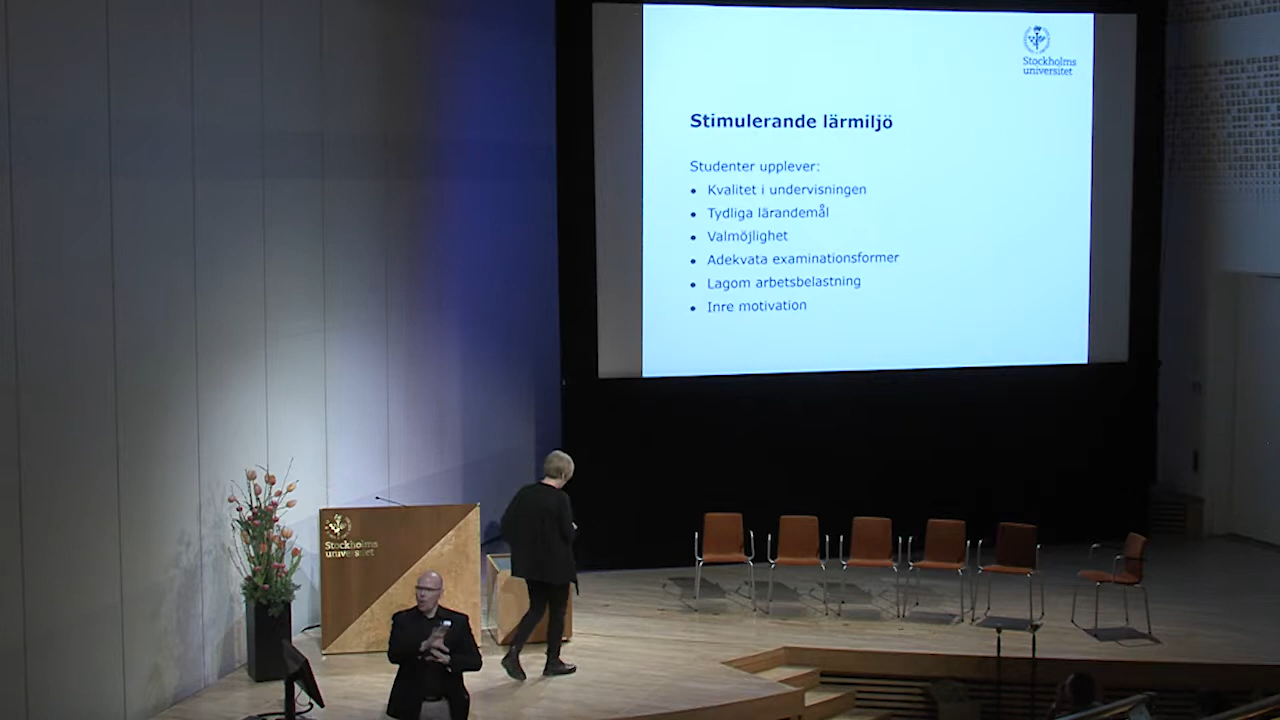 Stockholms
universitet
Stimulerande lärmiljö
Studenter upplever:
• Kvalitet i undervisningen
• Tydliga lärandemål
• Valmöjlighet
• Adekvata examinationsformer
• Lagom arbetsbelastning
• Inre motivation
Stockholms
universitet